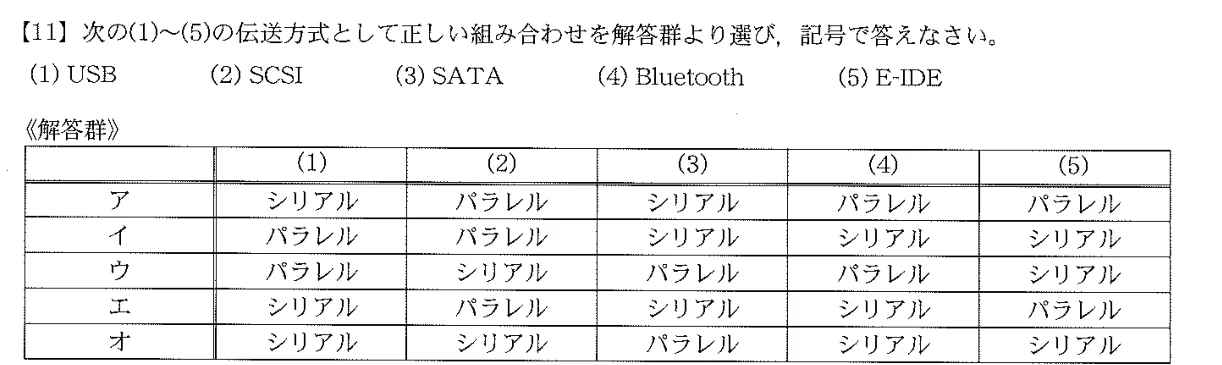 【11】次の(1)～(5)の伝送方式として正しい組み合わせを解答群より選び，記号で答えなさい。
(1) USB (2) SCSI (3) SATA (4) Bluetooth (5) E-IDE
《解答群》
(1) (2) (3) (4) (5)
ア シリアル パラレル シリアル パラレル パラレル
イ パラレル パラレル シリアル シリアル シリアル
ウ パラレル シリアル パラレル パラレル シリアル
エ シリアル パラレル シリアル シリアル パラレル
オ シリアル シリアル パラレル シリアル シリアル